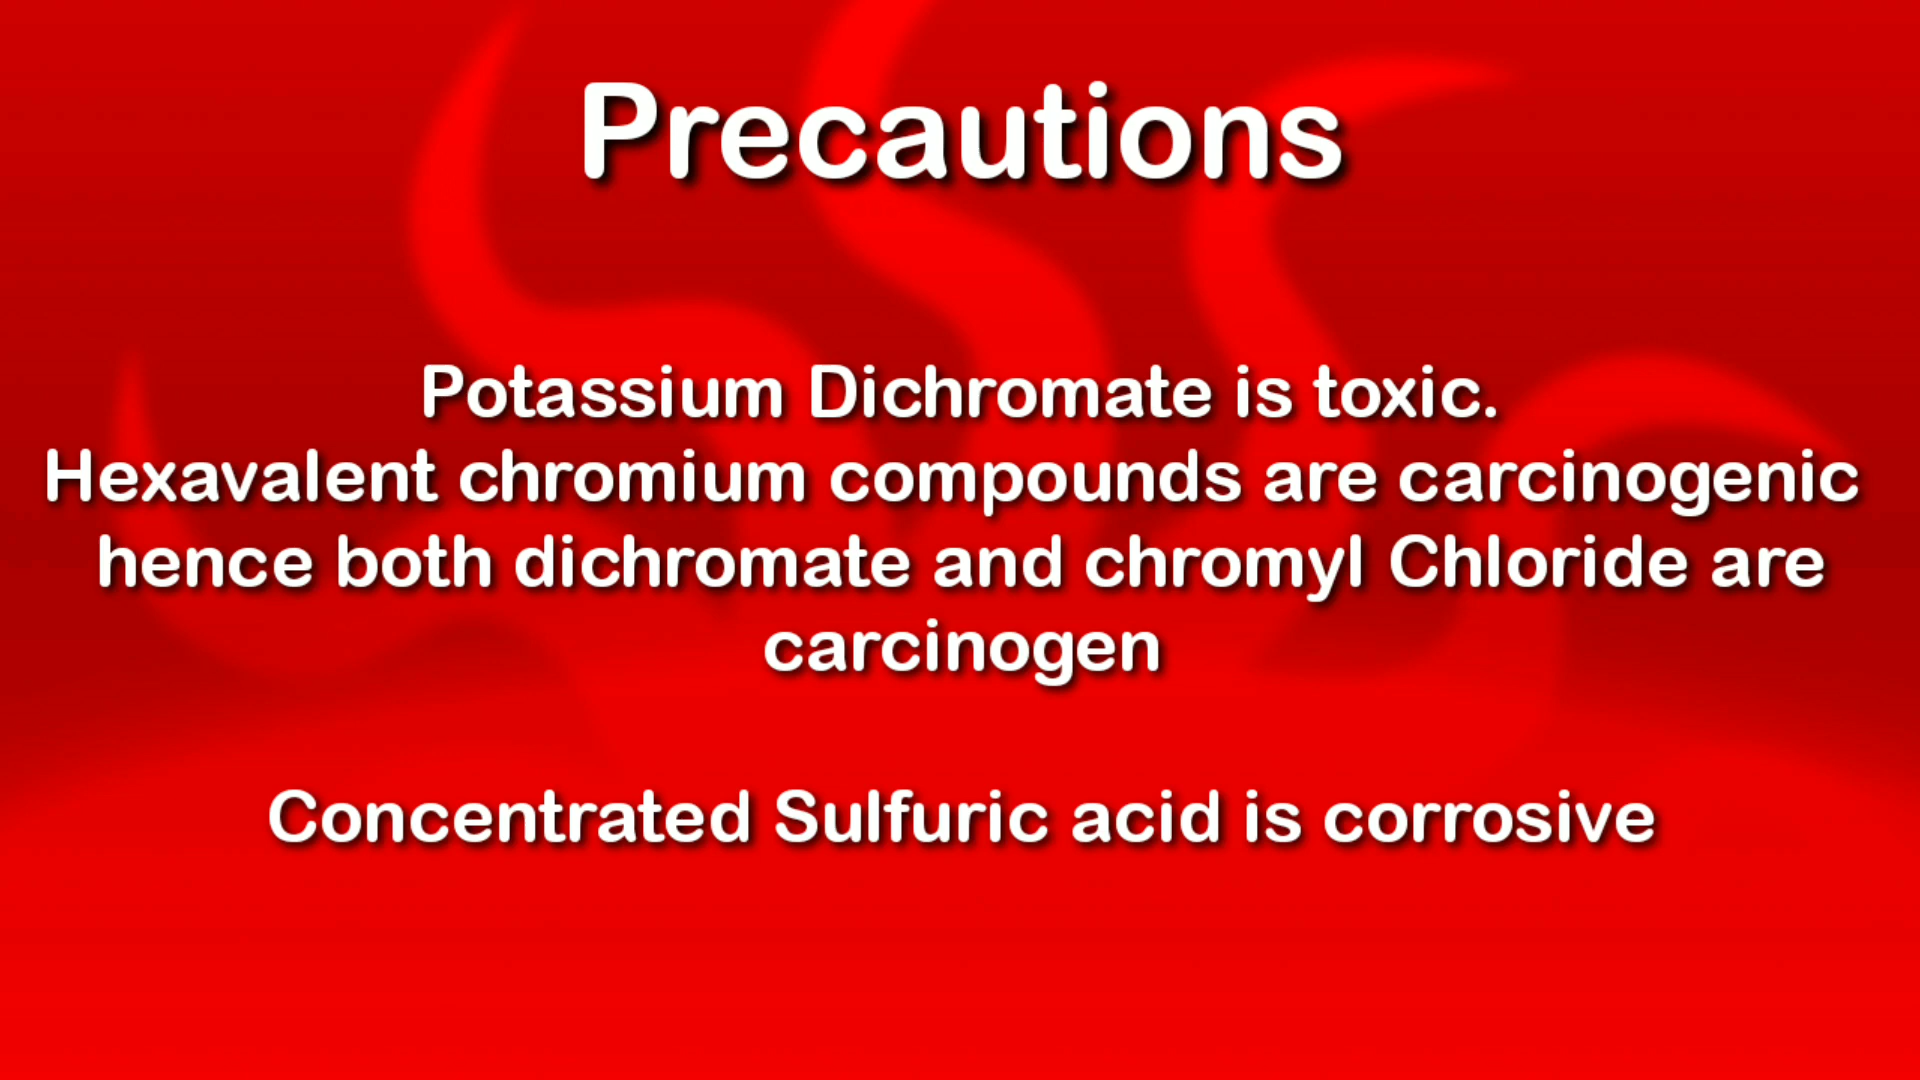 Precautions
Potassium Dichromate is toxic.
Hexavalent chromium compounds are carcinogenic
hence both dichromate and chromyl Chloride are
carcinogen
Concentrated Sulfuric acid is corrosive